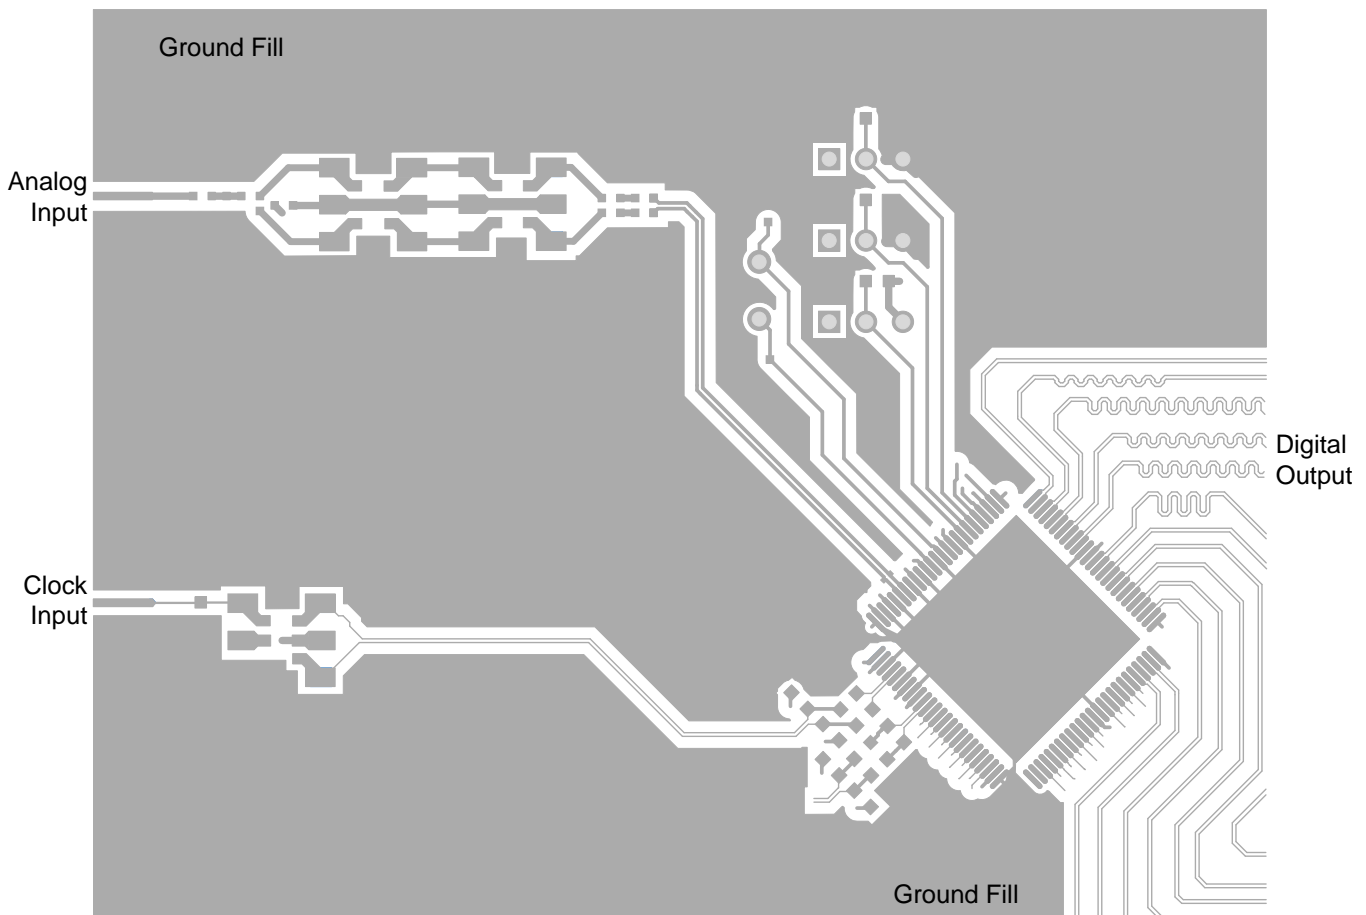 Ground Fill
Analog
Input
Digital
Output
Clock
Input
Ground Fill